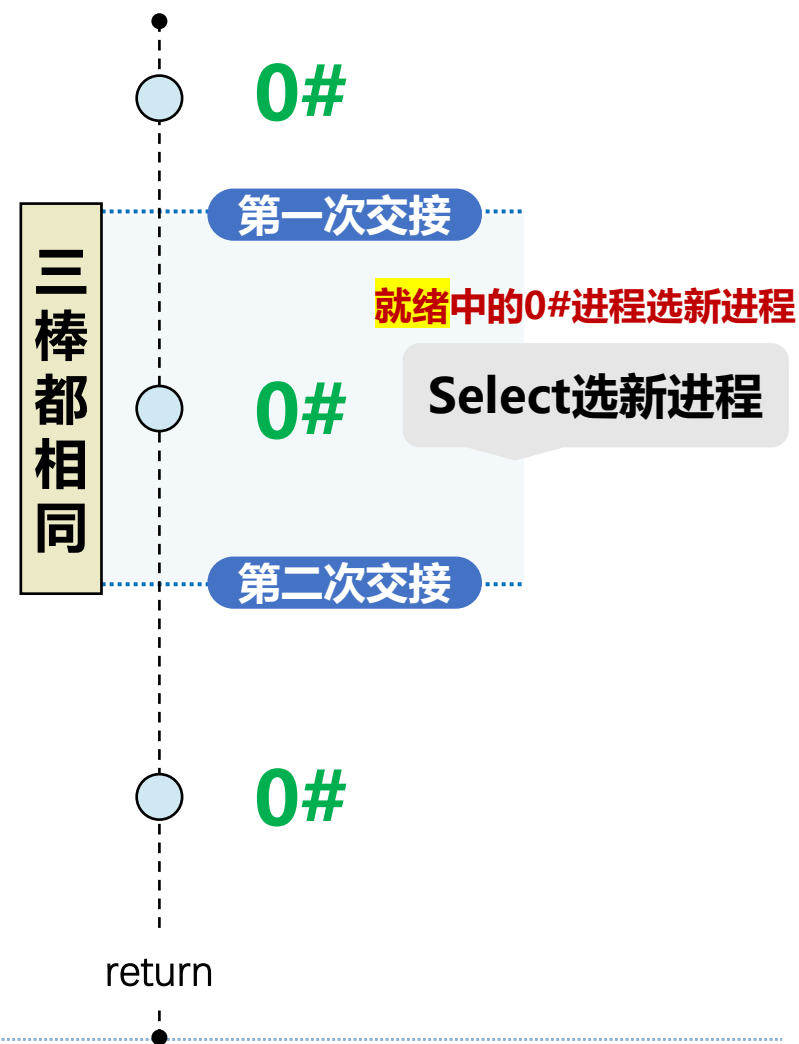 0#
第一次交接
三棒都相同
就绪中的0#进程选新进程
Select选新进程
0#
第二次交接
0#
return